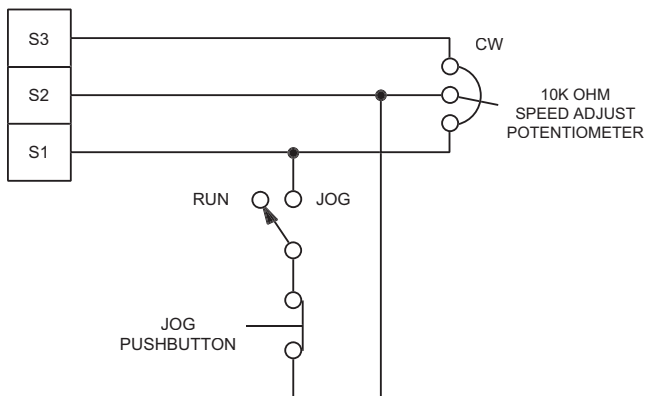 S3
CW
S2
10K OHM
SPEED ADJUST
POTENTIOMETER
S1
RUN
JOG
JOG
PUSHBUTTON